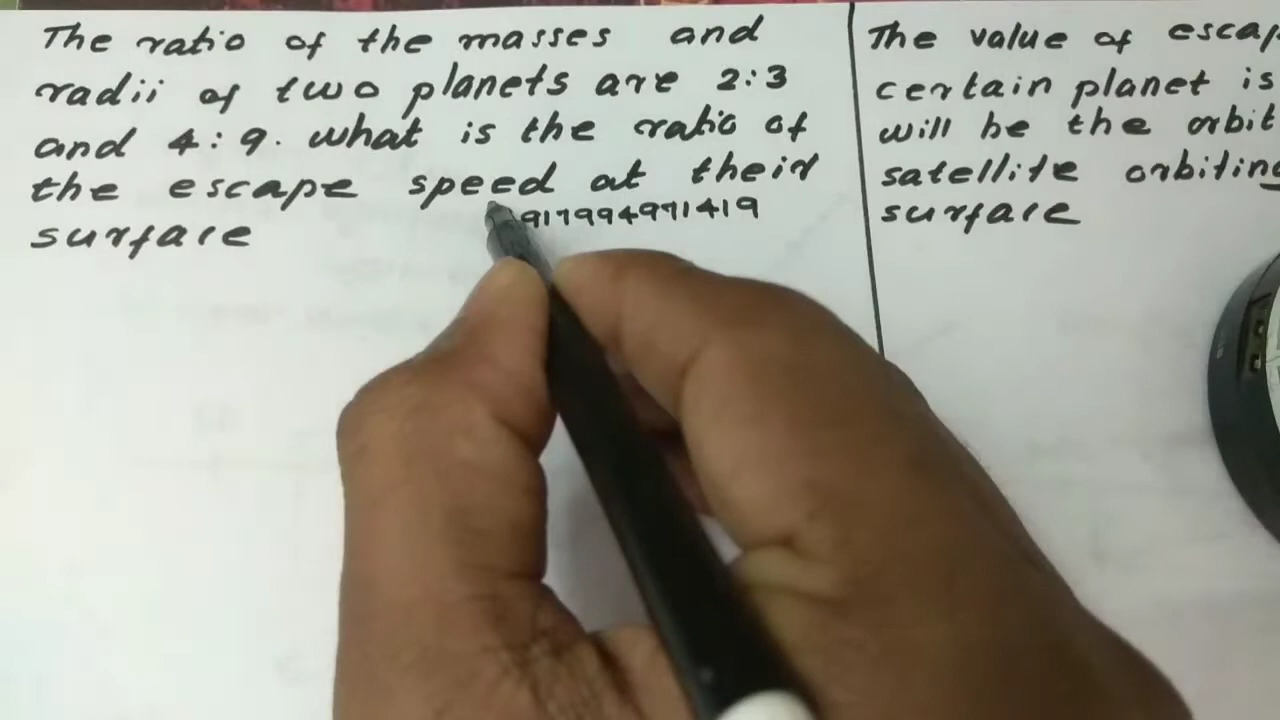 The ratio of the masses and
radii of two planets are 2:3
and 4:9. what is the ratio of
the escape speed at their
917994971419
surface
The value of
certain planet is
will be the orbit
satellite orbiting
surface